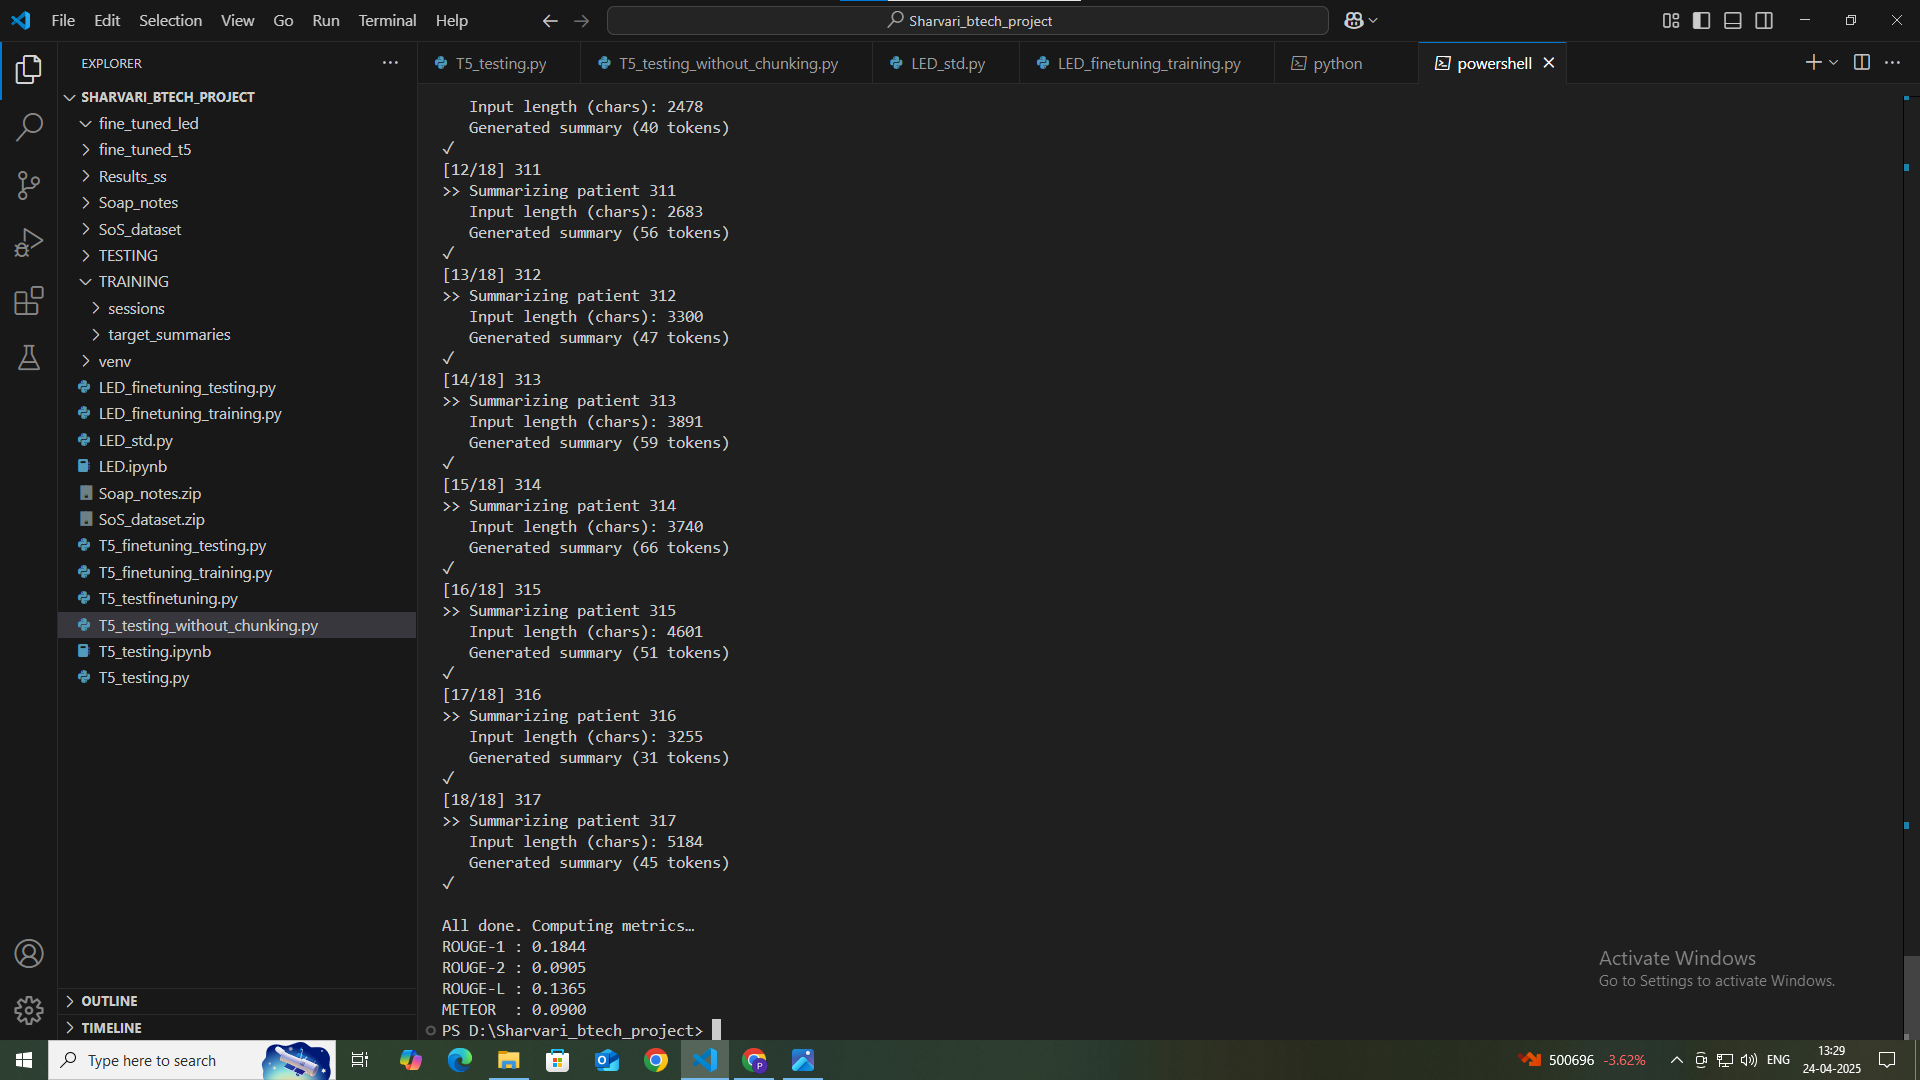 File Edit Selection View Go Run Terminal Help
Sharvari_btech_project
EXPLORER
T5_testing.py
T5_testing_without_chunking.py
LED_std.py
LED_finetuning_training.py
python
powershell
SHARVARI_BTECH_PROJECT
fine_tuned_led
fine_tuned_t5
Results_ss
Soap_notes
SoS_dataset
TESTING
TRAINING
sessions
target_summaries
venv
LED_finetuning_testing.py
LED_finetuning_training.py
LED_std.py
LED.ipynb
Soap_notes.zip
SoS_dataset.zip
T5_finetuning_testing.py
T5_finetuning_training.py
T5_testfinetuning.py
T5_testing_without_chunking.py
T5_testing.ipynb
T5_testing.py
OUTLINE
TIMELINE
Input length (chars): 2478
Generated summary (40 tokens)
✓
[12/18] 311
>> Summarizing patient 311
Input length (chars): 2683
Generated summary (56 tokens)
✓
[13/18] 312
>> Summarizing patient 312
Input length (chars): 3300
Generated summary (47 tokens)
✓
[14/18] 313
>> Summarizing patient 313
Input length (chars): 3891
Generated summary (59 tokens)
✓
[15/18] 314
>> Summarizing patient 314
Input length (chars): 3740
Generated summary (66 tokens)
✓
[16/18] 315
>> Summarizing patient 315
Input length (chars): 4601
Generated summary (51 tokens)
✓
[17/18] 316
>> Summarizing patient 316
Input length (chars): 3255
Generated summary (31 tokens)
✓
[18/18] 317
>> Summarizing patient 317
Input length (chars): 5184
Generated summary (45 tokens)
✓
All done. Computing metrics…
ROUGE-1 : 0.1844
ROUGE-2 : 0.0905
ROUGE-L : 0.1365
METEOR  : 0.0900
PS D:\Sharvari_btech_project>
Activate Windows
Go to Settings to activate Windows.
Type here to search
500696 -3.62%
ENG
13:29
24-04-2025